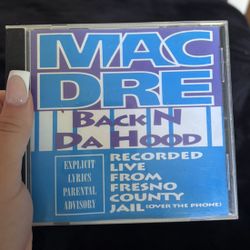 MAC
DRE
BACK N
DA HOOD
EXPLICIT
LYRICS
PARENTAL
ADVISORY
RECORDED
LIVE
FROM
FRESNO
COUNTY
JAIL (OVER THE PHONE)